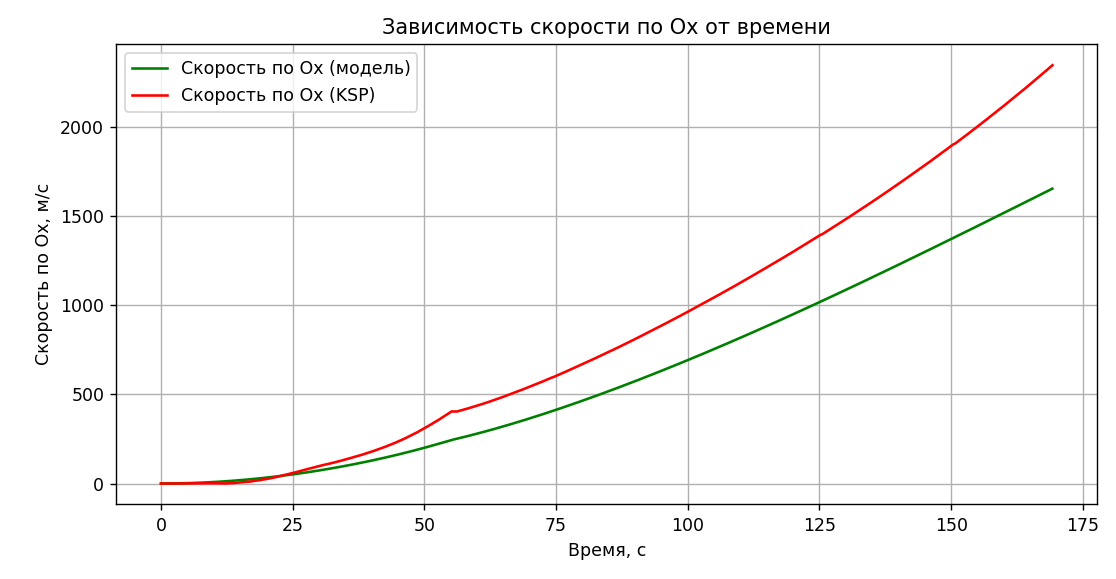 Зависимость скорости по Ox от времени
Скорость по Ox (модель)
Скорость по Ox (KSP)
Скорость по Ox, м/с
2000
1500
1000
500
0
0 25 50 75 100 125 150 175
Время, с